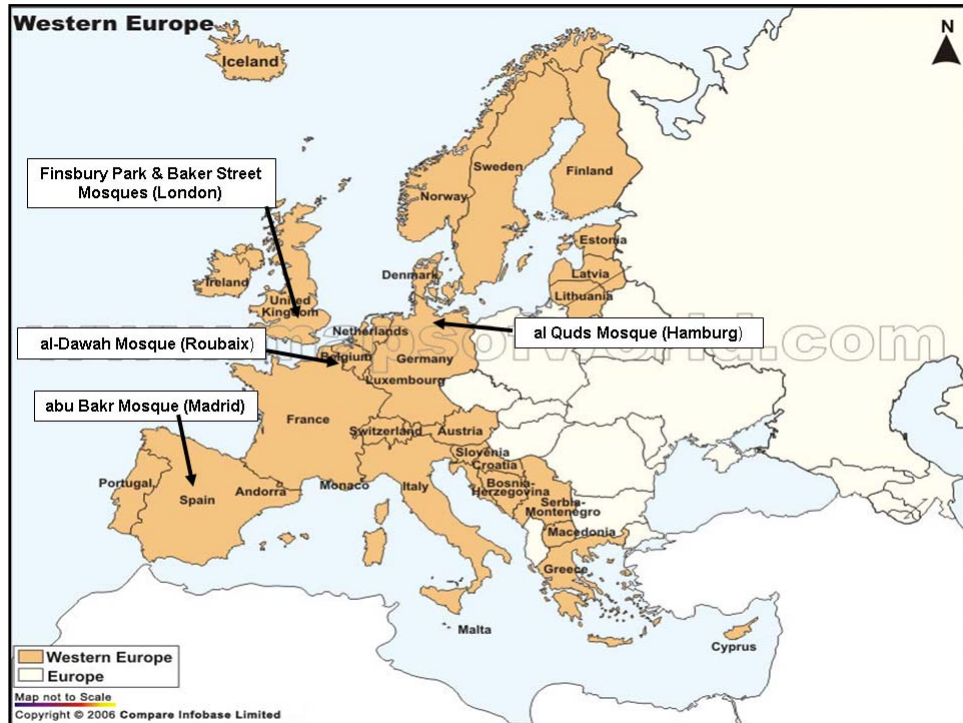 Western Europe
N
Iceland
Finsbury Park & Baker Street
Mosques (London)
Sweden
Finland
Norway
Estonia
Latvia
Lithuania
Denmark
Ireland
United
Kingdom
al Quds Mosque (Hamburg)
Netherlands
al-Dawah Mosque (Roubaix)
Belgium
Germany
Luxembourg
abu Bakr Mosque (Madrid)
France
Switzerland
Austria
Slovenia
Croatia
Bosnia-
Herzegovina
Serbia-
Montenegro
Macedonia
Portugal
Spain
Andorra
Monaco
Italy
Greece
Malta
Cyprus
Western Europe
Europe
Map not to Scale
Copyright © 2006 Compare Infobase Limited